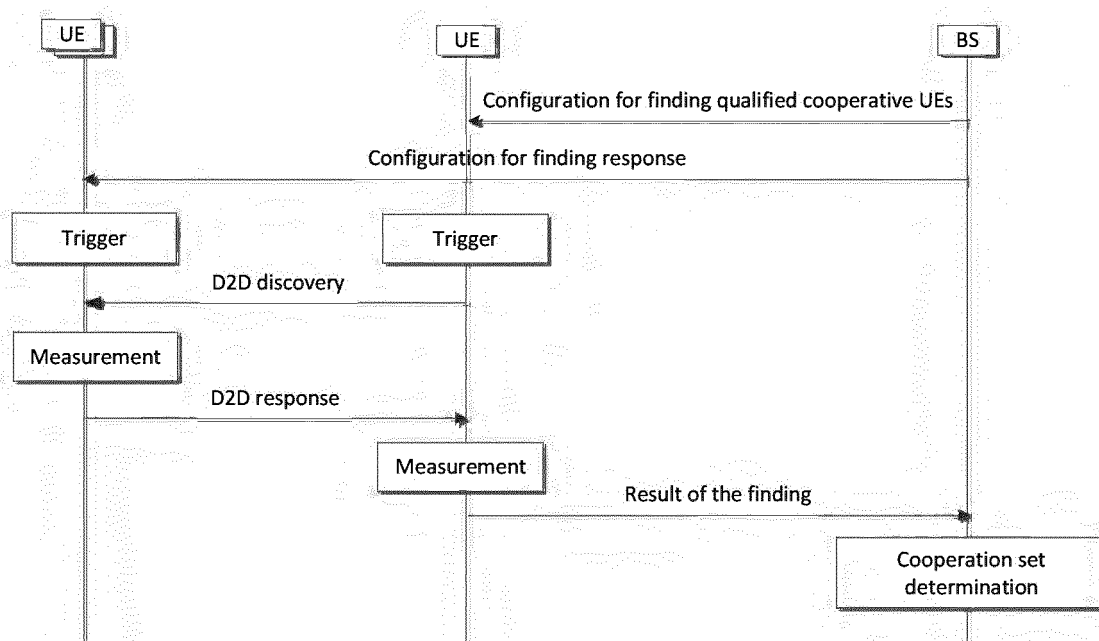 UE
UE
BS
Configuration for finding qualified cooperative UEs
Configuration for finding response
Trigger
Trigger
D2D discovery
Measurement
D2D response
Measurement
Result of the finding
Cooperation set
determination